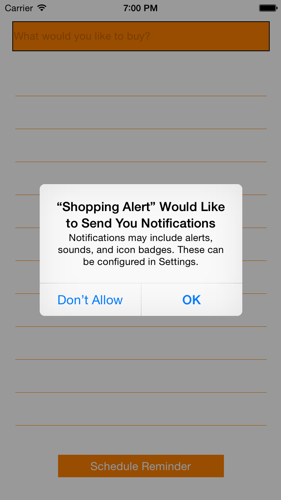 Carrier 7:00 PM
What would you like to buy?
“Shopping Alert” Would Like
to Send You Notifications
Notifications may include alerts,
sounds, and icon badges. These can
be configured in Settings.
Don’t Allow OK
Schedule Reminder